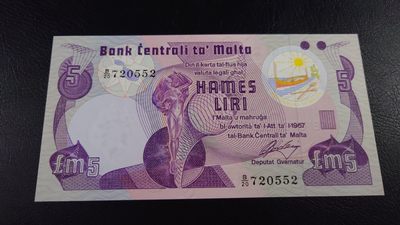 Bank Ċentrali ta' Malta
B/20 720552
Din il-karta tal-flus hija
valuta legali għal
5
5
ĦAMES
LIRI
f'Malta u maħruġa
bl-awtorità ta' l-Att ta' l-1967
tal-Bank Ċentrali ta' Malta
£m5
£m5
Deputat Gvernatur
B/20 720552